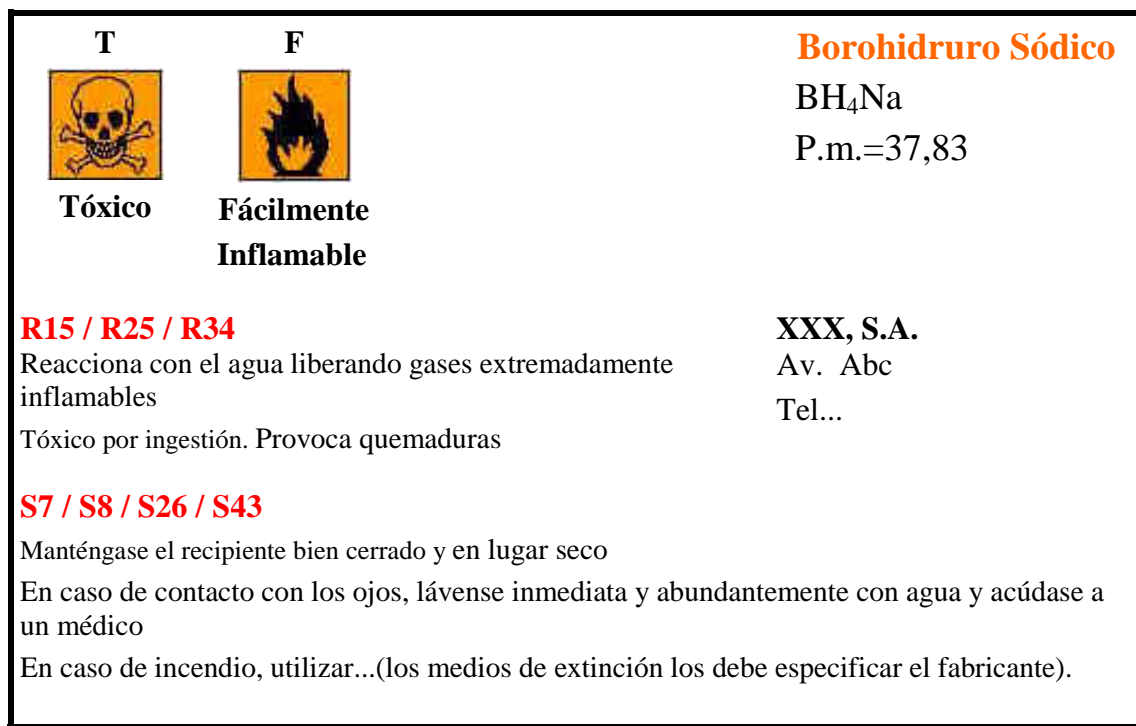 T F
Borohidruro Sódico
BH₄Na
P.m.=37,83
Tóxico
Fácilmente
Inflamable
R15 / R25 / R34
Reacciona con el agua liberando gases extremadamente
inflamables
Tóxico por ingestión. Provoca quemaduras
XXX, S.A.
Av. Abc
Tel...
S7 / S8 / S26 / S43
Manténgase el recipiente bien cerrado y en lugar seco
En caso de contacto con los ojos, lávense inmediata y abundantemente con agua y acúdase a
un médico
En caso de incendio, utilizar...(los medios de extinción los debe especificar el fabricante).